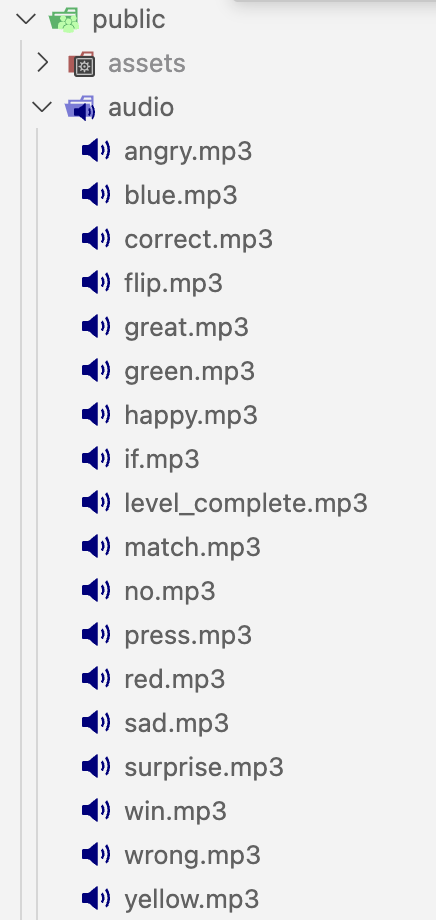 public
assets
audio
angry.mp3
blue.mp3
correct.mp3
flip.mp3
great.mp3
green.mp3
happy.mp3
if.mp3
level_complete.mp3
match.mp3
no.mp3
press.mp3
red.mp3
sad.mp3
surprise.mp3
win.mp3
wrong.mp3
yellow.mp3